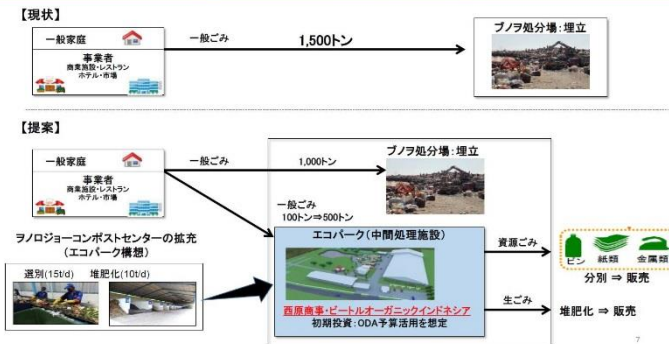 【現状】
一般家庭
事業者
商業施設・レストラン
ホテル・市場
一般ごみ
1,500トン
ブノヲ処分場：埋立
【提案】
一般家庭
事業者
商業施設・レストラン
ホテル・市場
一般ごみ
1,000トン
ブノヲ処分場：埋立
一般ごみ
100トン⇒500トン
ヲノロジョーコンポストセンターの拡充
（エコパーク構想）
選別(15t/d)
堆肥化(10t/d)
エコパーク（中間処理施設）
西原商事・ビートルオーガニックインドネシア
初期投資：ODA予算活用を想定
資源ごみ
ビン
紙類
金属類
分別 ⇒ 販売
生ごみ
堆肥化 ⇒ 販売
7